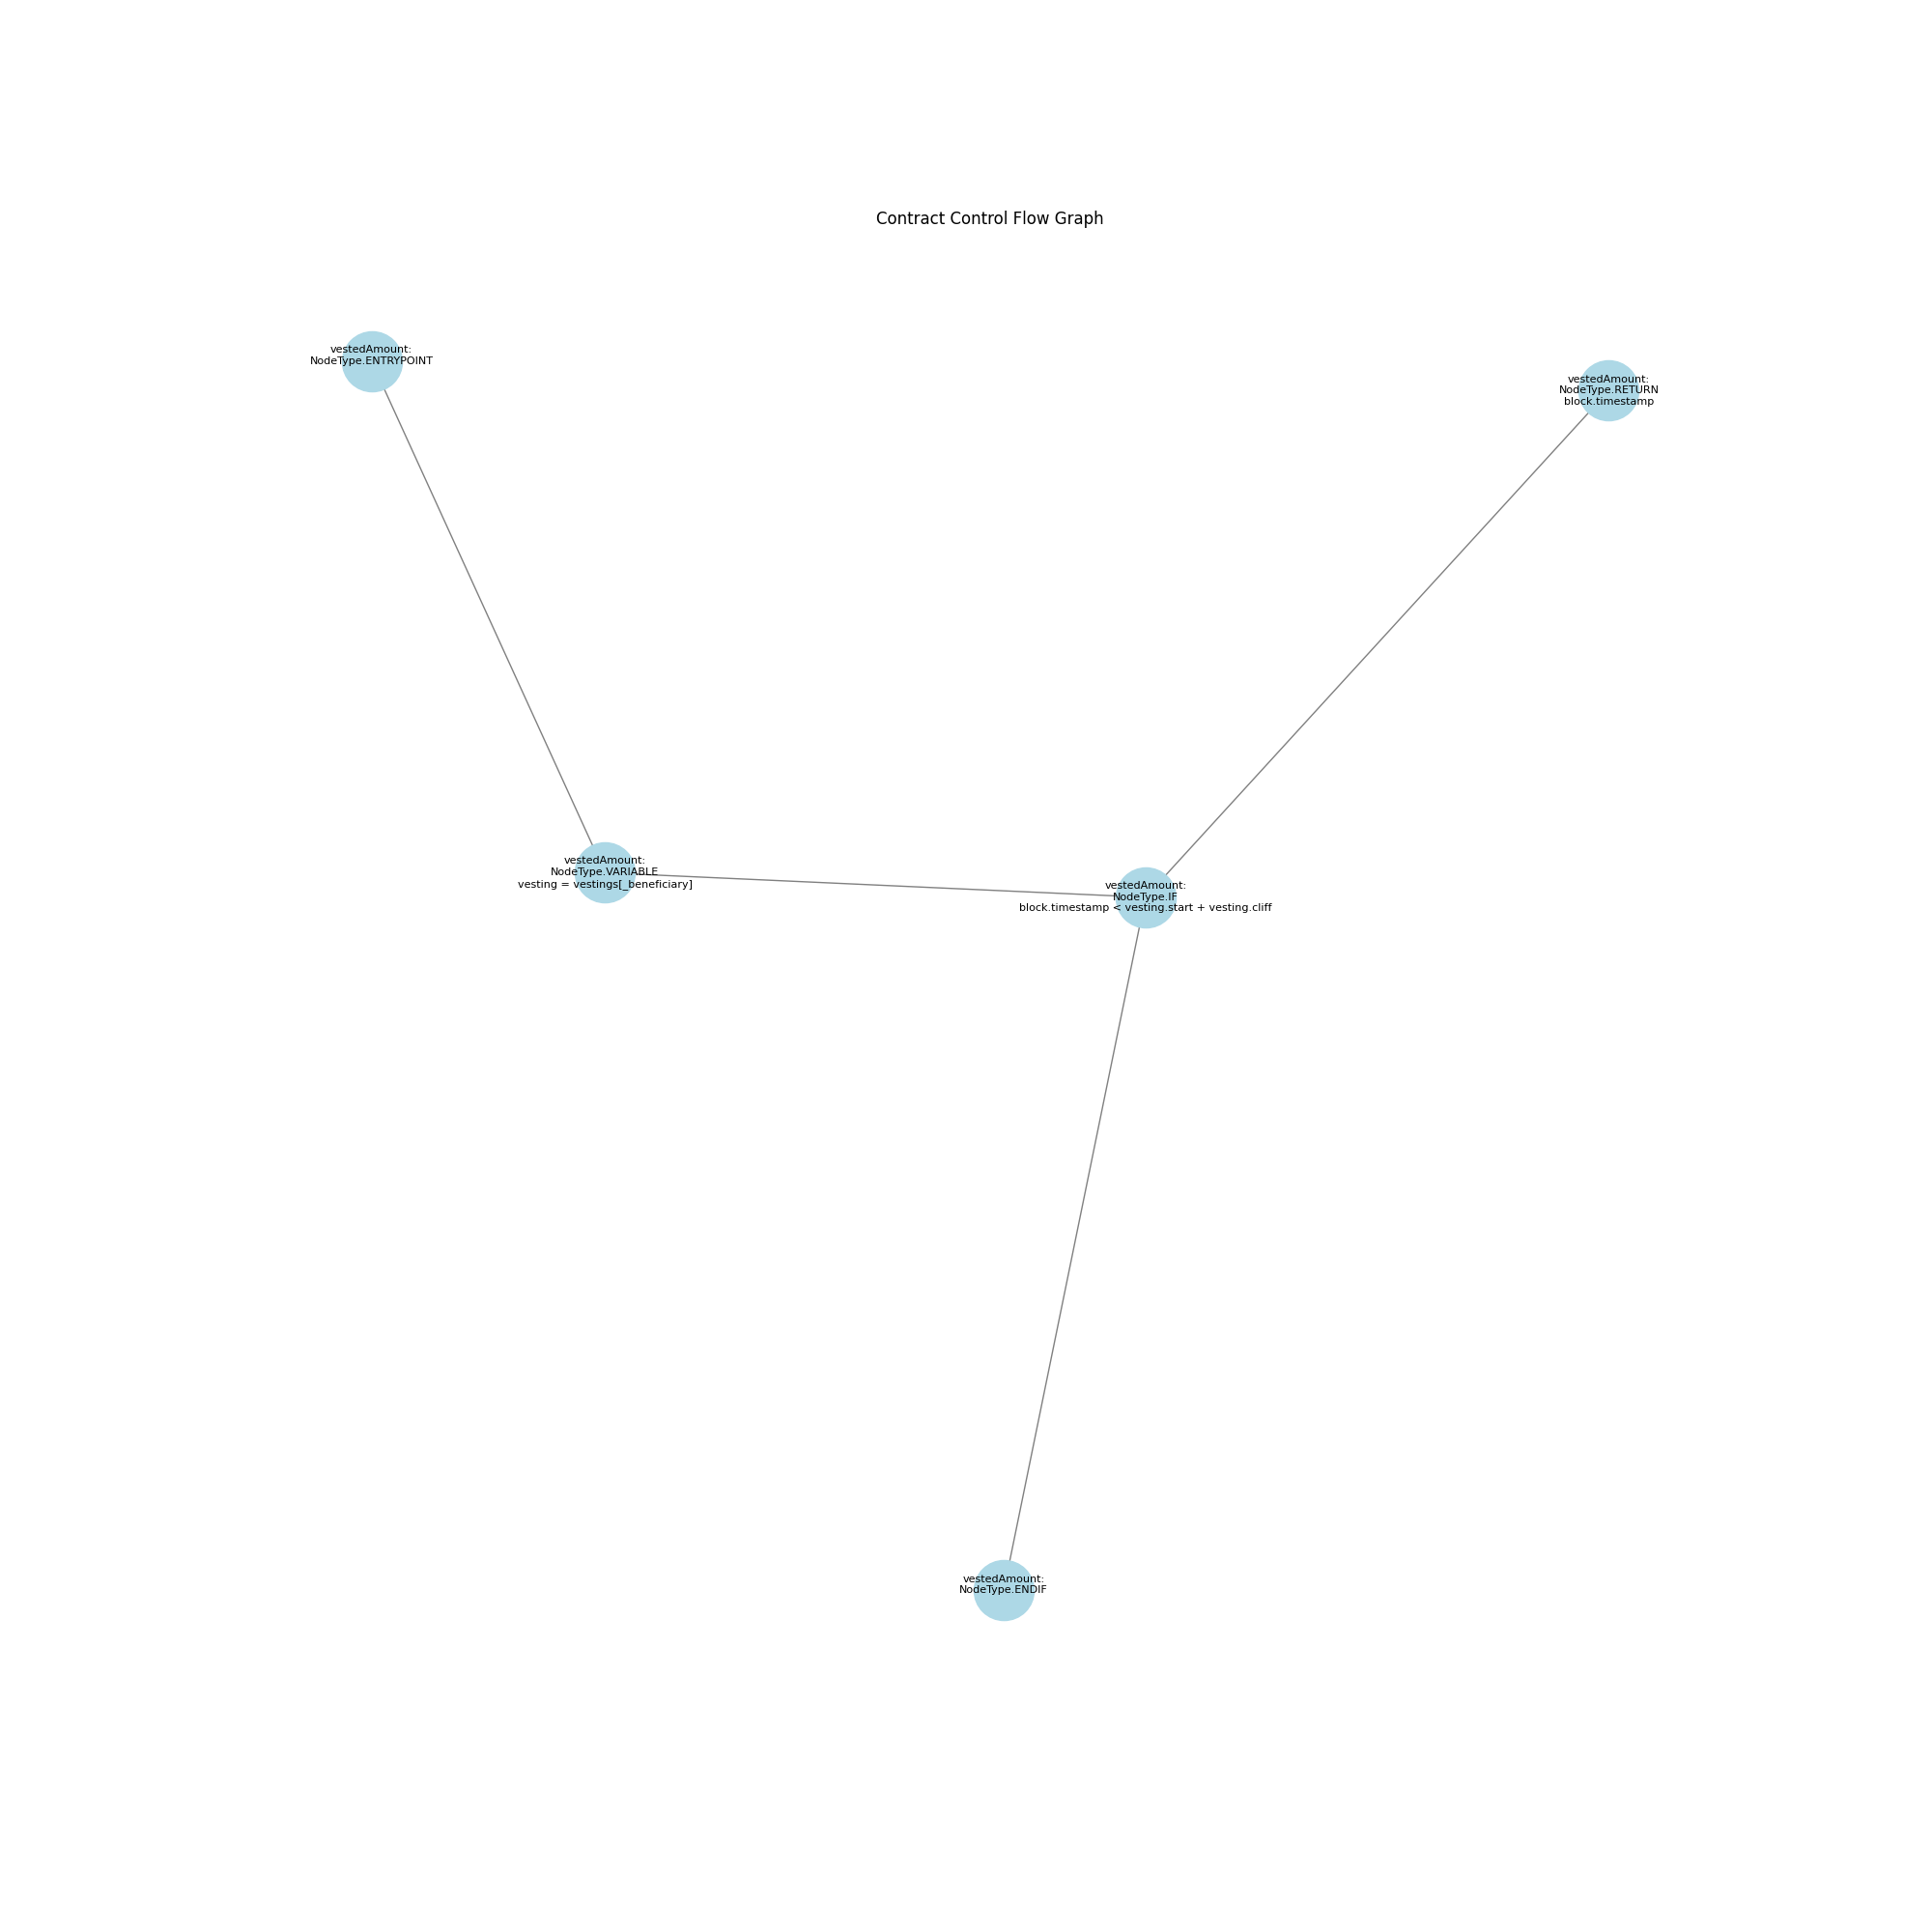 Contract Control Flow Graph
vestedAmount:
NodeType.ENTRYPOINT
vestedAmount:
NodeType.RETURN
block.timestamp
vestedAmount:
NodeType.VARIABLE
vesting = vestings[_beneficiary]
vestedAmount:
NodeType.IF
block.timestamp < vesting.start + vesting.cliff
vestedAmount:
NodeType.ENDIF